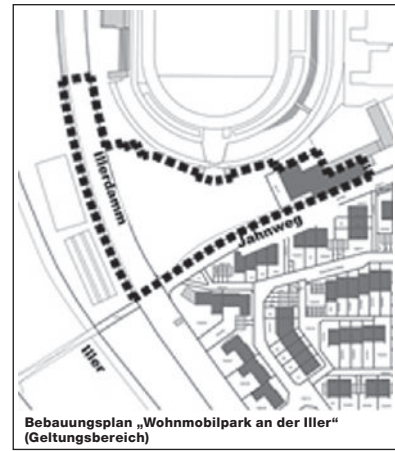 Illerdamm
Jahnweg
Iller
Bebauungsplan „Wohnmobilpark an der Iller“
(Geltungsbereich)